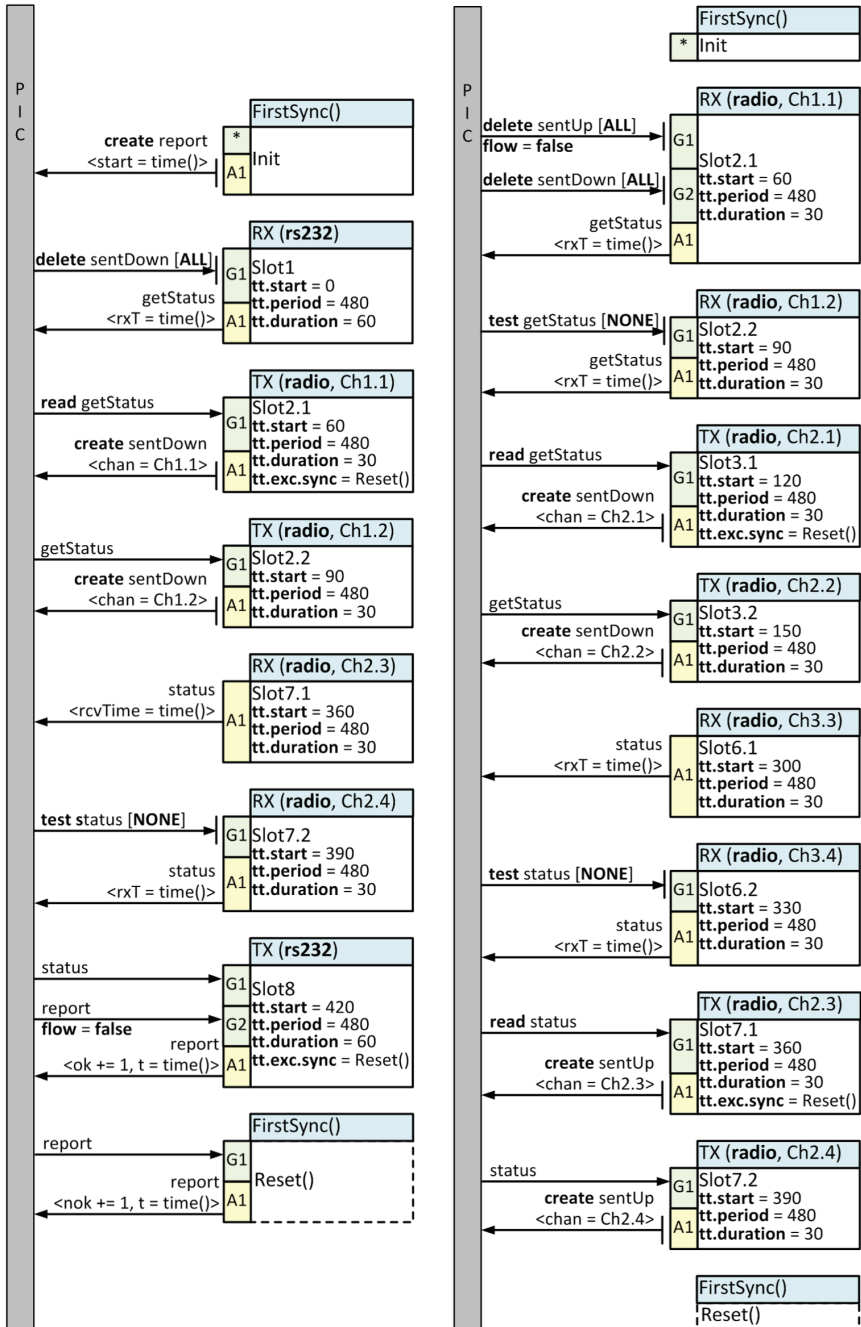 P
I
C
FirstSync()
create report
<start = time()>
*
A1
Init
RX (rs232)
delete sentDown [ALL]
getStatus
<rxT = time()>
G1
A1
Slot1
tt.start = 0
tt.period = 480
tt.duration = 60
TX (radio, Ch1.1)
read getStatus
create sentDown
<chan = Ch1.1>
G1
A1
Slot2.1
tt.start = 60
tt.period = 480
tt.duration = 30
tt.exc.sync = Reset()
TX (radio, Ch1.2)
getStatus
create sentDown
<chan = Ch1.2>
G1
A1
Slot2.2
tt.start = 90
tt.period = 480
tt.duration = 30
RX (radio, Ch2.3)
status
<rcvTime = time()>
A1
Slot7.1
tt.start = 360
tt.period = 480
tt.duration = 30
RX (radio, Ch2.4)
test status [NONE]
status
<rxT = time()>
G1
A1
Slot7.2
tt.start = 390
tt.period = 480
tt.duration = 30
TX (rs232)
status
report
flow = false
report
<ok += 1, t = time()>
G1
G2
A1
Slot8
tt.start = 420
tt.period = 480
tt.duration = 60
tt.exc.sync = Reset()
FirstSync()
report
report
<nok += 1, t = time()>
G1
A1
Reset()
P
I
C
FirstSync()
*
Init
RX (radio, Ch1.1)
delete sentUp [ALL]
flow = false
delete sentDown [ALL]
getStatus
<rxT = time()>
G1
G2
A1
Slot2.1
tt.start = 60
tt.period = 480
tt.duration = 30
RX (radio, Ch1.2)
test getStatus [NONE]
getStatus
<rxT = time()>
G1
A1
Slot2.2
tt.start = 90
tt.period = 480
tt.duration = 30
TX (radio, Ch2.1)
read getStatus
create sentDown
<chan = Ch2.1>
G1
A1
Slot3.1
tt.start = 120
tt.period = 480
tt.duration = 30
tt.exc.sync = Reset()
TX (radio, Ch2.2)
getStatus
create sentDown
<chan = Ch2.2>
G1
A1
Slot3.2
tt.start = 150
tt.period = 480
tt.duration = 30
RX (radio, Ch3.3)
status
<rxT = time()>
A1
Slot6.1
tt.start = 300
tt.period = 480
tt.duration = 30
RX (radio, Ch3.4)
test status [NONE]
status
<rxT = time()>
G1
A1
Slot6.2
tt.start = 330
tt.period = 480
tt.duration = 30
TX (radio, Ch2.3)
read status
create sentUp
<chan = Ch2.3>
G1
A1
Slot7.1
tt.start = 360
tt.period = 480
tt.duration = 30
tt.exc.sync = Reset()
TX (radio, Ch2.4)
status
create sentUp
<chan = Ch2.4>
G1
A1
Slot7.2
tt.start = 390
tt.period = 480
tt.duration = 30
FirstSync()
Reset()